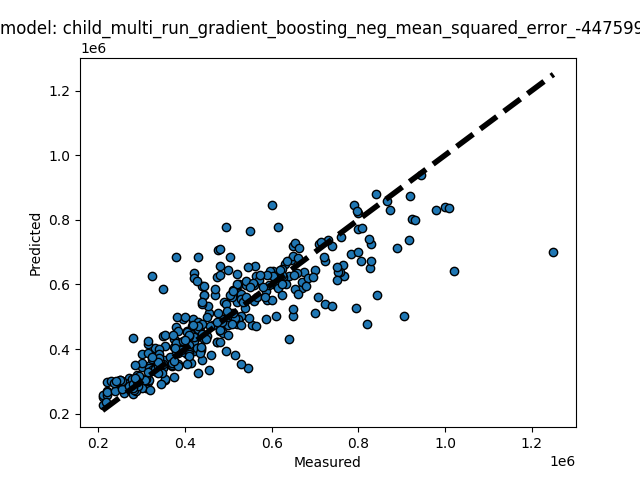 model: child_multi_run_gradient_boosting_neg_mean_squared_error_-447599
1e6
1.2
1.0
0.8
0.6
0.4
0.2
Predicted
0.2 0.4 0.6 0.8 1.0 1.2
Measured
1e6